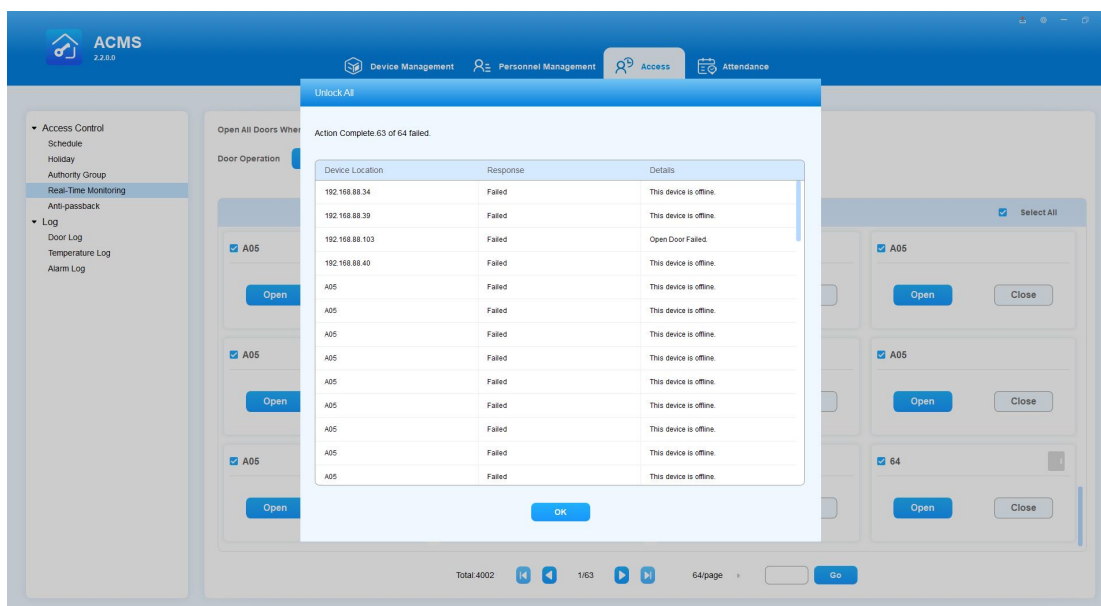 ACMS
2.2.0.0
Device Management
Personnel Management
Access
Attendance
Unlock All
Action Complete.63 of 64 failed.
Device Location Response Details
192.168.88.34 Failed This device is offline.
192.168.88.39 Failed This device is offline.
192.168.88.103 Failed Open Door Failed.
192.168.88.40 Failed This device is offline.
A05 Failed This device is offline.
A05 Failed This device is offline.
A05 Failed This device is offline.
A05 Failed This device is offline.
A05 Failed This device is offline.
A05 Failed This device is offline.
A05 Failed This device is offline.
A05 Failed This device is offline.
A05 Failed This device is offline.
OK
Access Control
Schedule
Holiday
Authority Group
Real-Time Monitoring
Anti-passback
Log
Door Log
Temperature Log
Alarm Log
Open All Doors
Door Operation
Select All
A05 A05
Open Open Close
A05 A05
Open Open Close
A05 64
Open Open Close
Total:4002 1/63 64/page Go